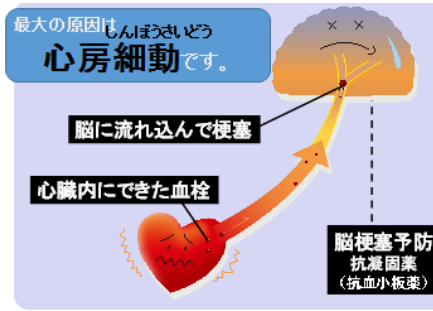 最大の原因は
しんぼうさいどう
心房細動です。
脳に流れ込んで梗塞
心臓内にできた血栓
脳梗塞予防
抗凝固薬
（抗血小板薬）